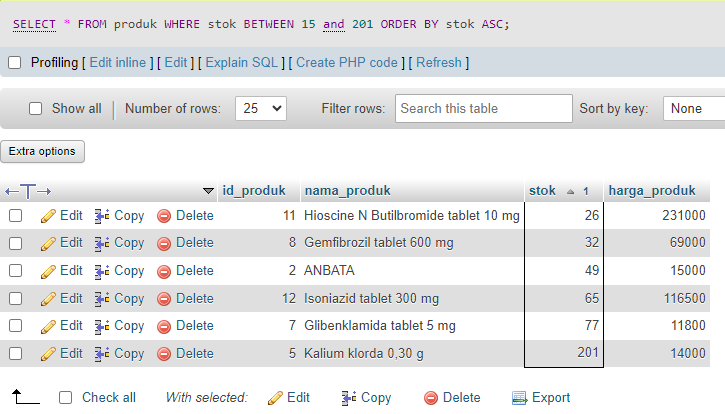 SELECT * FROM produk WHERE stok BETWEEN 15 and 201 ORDER BY stok ASC;
Profiling [ Edit inline ] [ Edit ] [ Explain SQL ] [ Create PHP code ] [ Refresh ]
Show all Number of rows: 25 Filter rows: Search this table Sort by key: None
Extra options
id_produk nama_produk stok 1 harga_produk
Edit Copy Delete 11 Hioscine N Butilbromide tablet 10 mg 26 231000
Edit Copy Delete 8 Gemfibrozil tablet 600 mg 32 69000
Edit Copy Delete 2 ANBATA 49 15000
Edit Copy Delete 12 Isoniazid tablet 300 mg 65 116500
Edit Copy Delete 7 Glibenklamida tablet 5 mg 77 11800
Edit Copy Delete 5 Kalium klorda 0,30 g 201 14000
Check all With selected: Edit Copy Delete Export